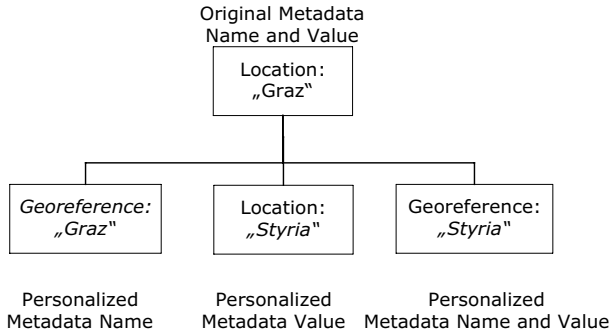 Original Metadata
Name and Value
Location:
„Graz“
Georeference:
„Graz“
Location:
„Styria“
Georeference:
„Styria“
Personalized
Metadata Name
Personalized
Metadata Value
Personalized
Metadata Name and Value